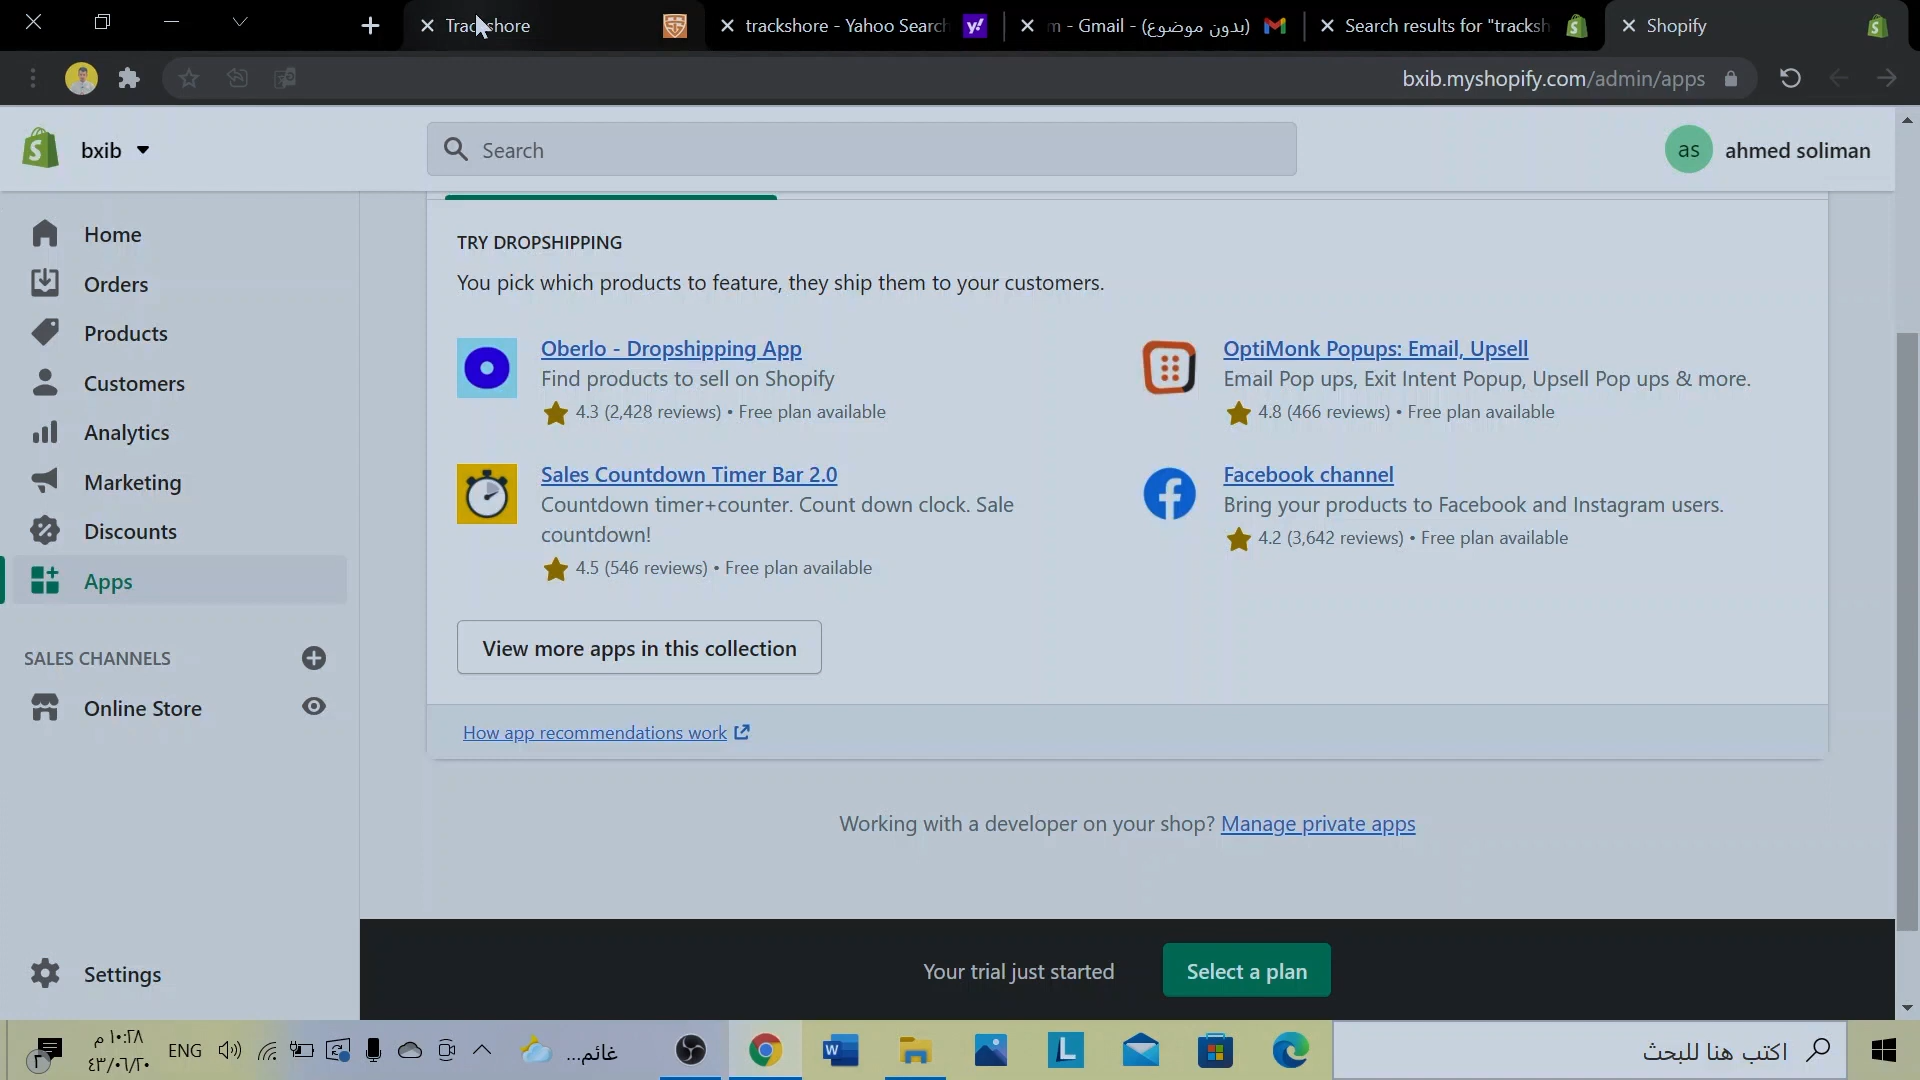 Trackshore
trackshore - Yahoo Search
m - Gmail - (بدون موضوع)
Search results for "tracksh
Shopify
bxib.myshopify.com/admin/apps
bxib
Search
as
ahmed soliman
Home
Orders
Products
Customers
Analytics
Marketing
Discounts
Apps
SALES CHANNELS
Online Store
Settings
TRY DROPSHIPPING
You pick which products to feature, they ship them to your customers.
Oberlo - Dropshipping App
Find products to sell on Shopify
4.3 (2,428 reviews) • Free plan available
OptiMonk Popups: Email, Upsell
Email Pop ups, Exit Intent Popup, Upsell Pop ups & more.
4.8 (466 reviews) • Free plan available
Sales Countdown Timer Bar 2.0
Countdown timer+counter. Count down clock. Sale
countdown!
4.5 (546 reviews) • Free plan available
Facebook channel
Bring your products to Facebook and Instagram users.
4.2 (3,642 reviews) • Free plan available
View more apps in this collection
How app recommendations work
Working with a developer on your shop? Manage private apps
Your trial just started
Select a plan
١٠:٢٨ م
٤٣/٠٦/٢٠
ENG
غائم...
اكتب هنا للبحث